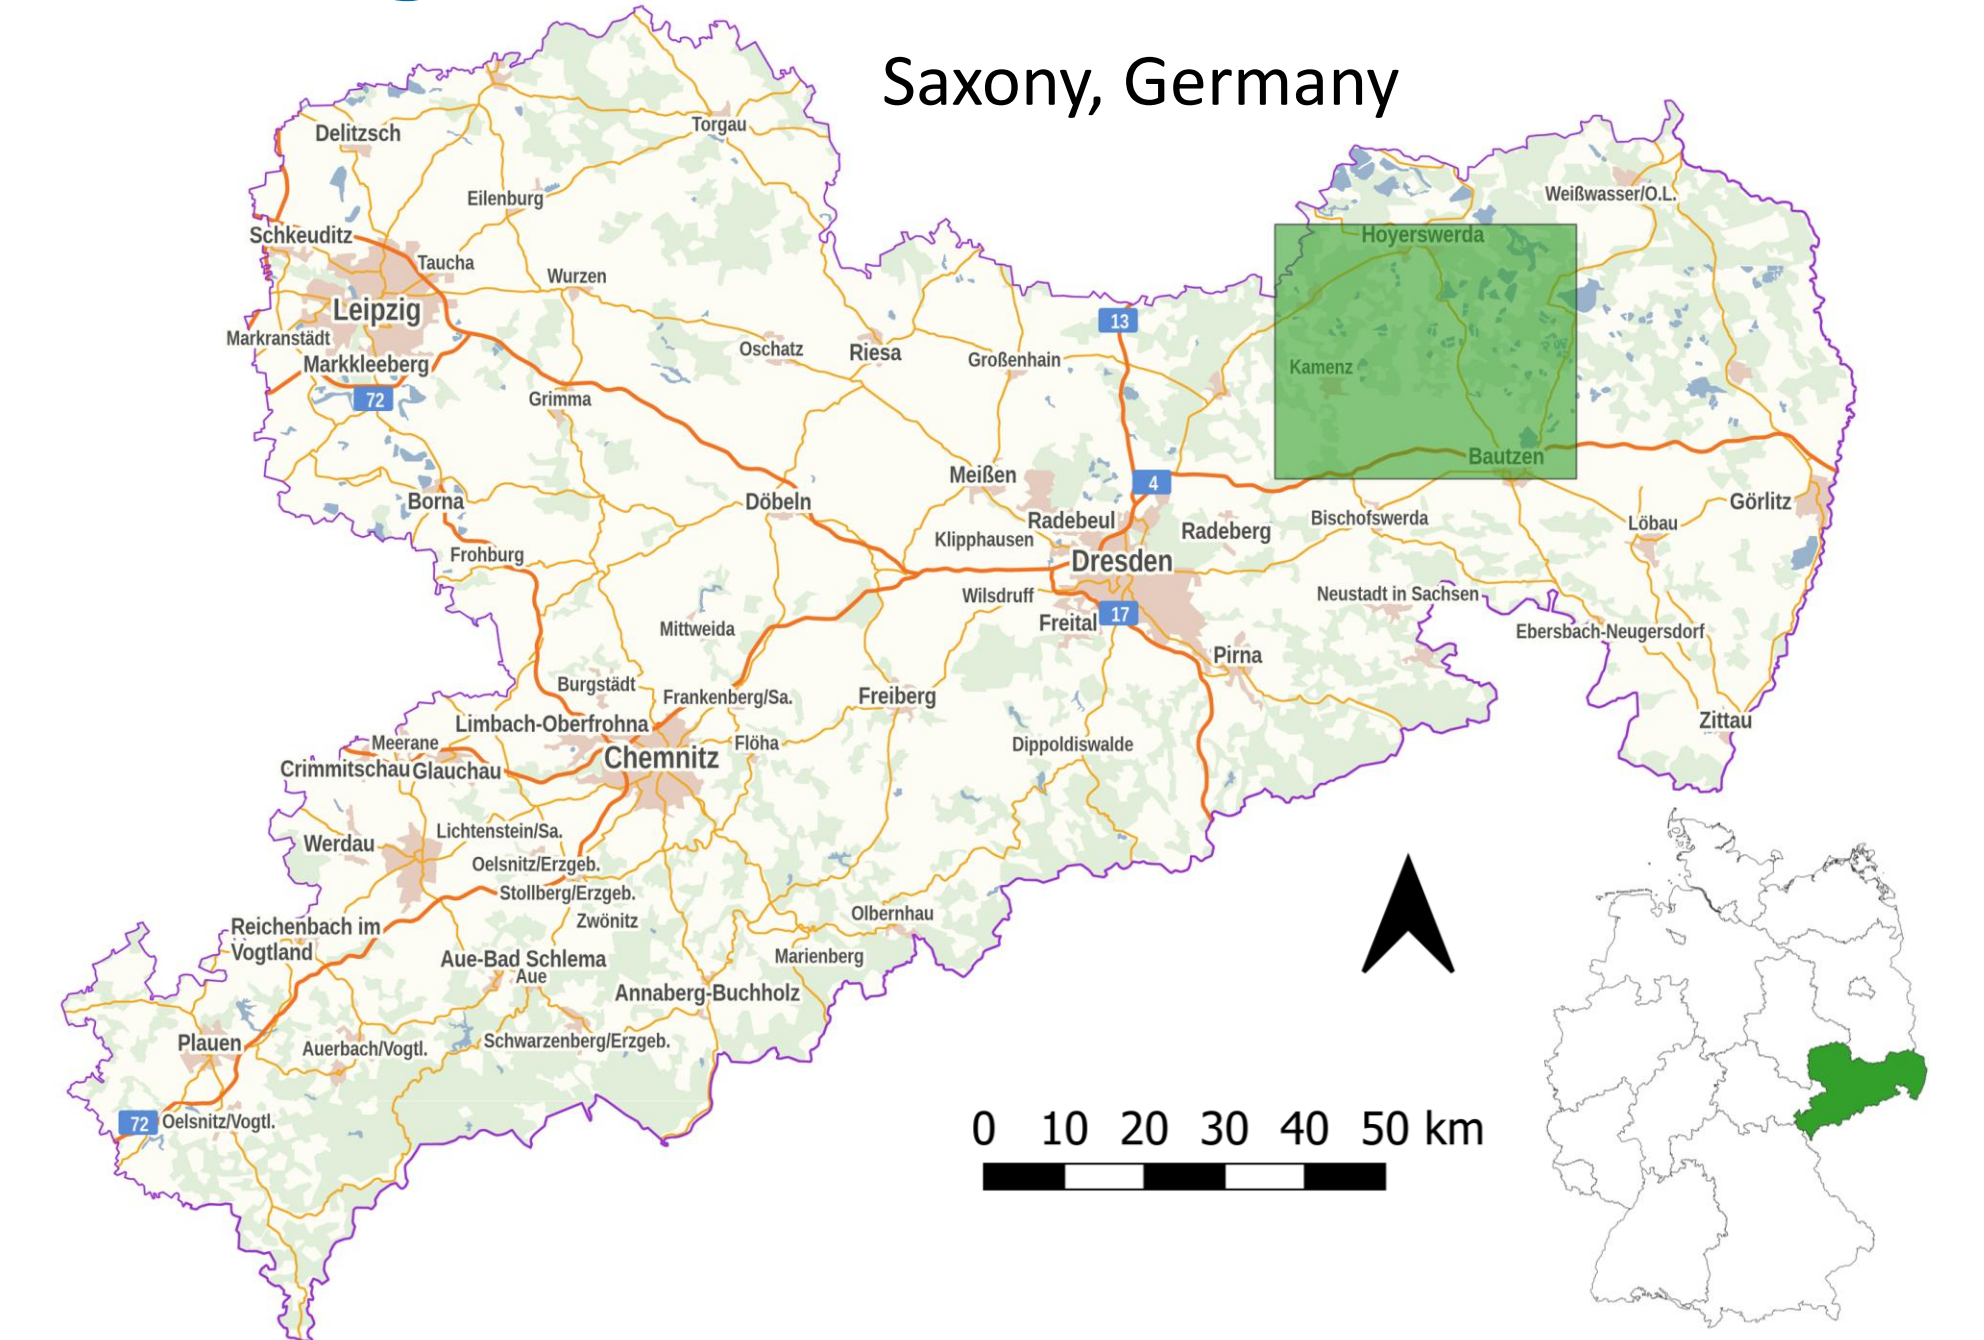 Saxony, Germany
Delitzsch
Torgau
Eilenburg
Weißwasser/O.L.
Schkeuditz
Hoyerswerda
Taucha
Wurzen
Leipzig
13
Markranstädt
Oschatz
Riesa
Großenhain
Markkleeberg
Kamenz
72
Grimma
Bautzen
Meißen
4
Borna
Döbeln
Görlitz
Radebeul
Bischofswerda
Löbau
Klipphausen
Radeberg
Frohburg
Dresden
Wilsdruff
Neustadt in Sachsen
17
Freital
Mittweida
Ebersbach-Neugersdorf
Pirna
Burgstädt
Frankenberg/Sa.
Freiberg
Limbach-Oberfrohna
Zittau
Meerane
Flöha
Dippoldiswalde
Chemnitz
Crimmitschau
Glauchau
Lichtenstein/Sa.
Werdau
Oelsnitz/Erzgeb.
Stollberg/Erzgeb.
Olbernhau
Zwönitz
Reichenbach im
Vogtland
Aue-Bad Schlema
Marienberg
Aue
Annaberg-Buchholz
Plauen
Auerbach/Vogtl.
Schwarzenberg/Erzgeb.
72
Oelsnitz/Vogtl.
0 10 20 30 40 50 km